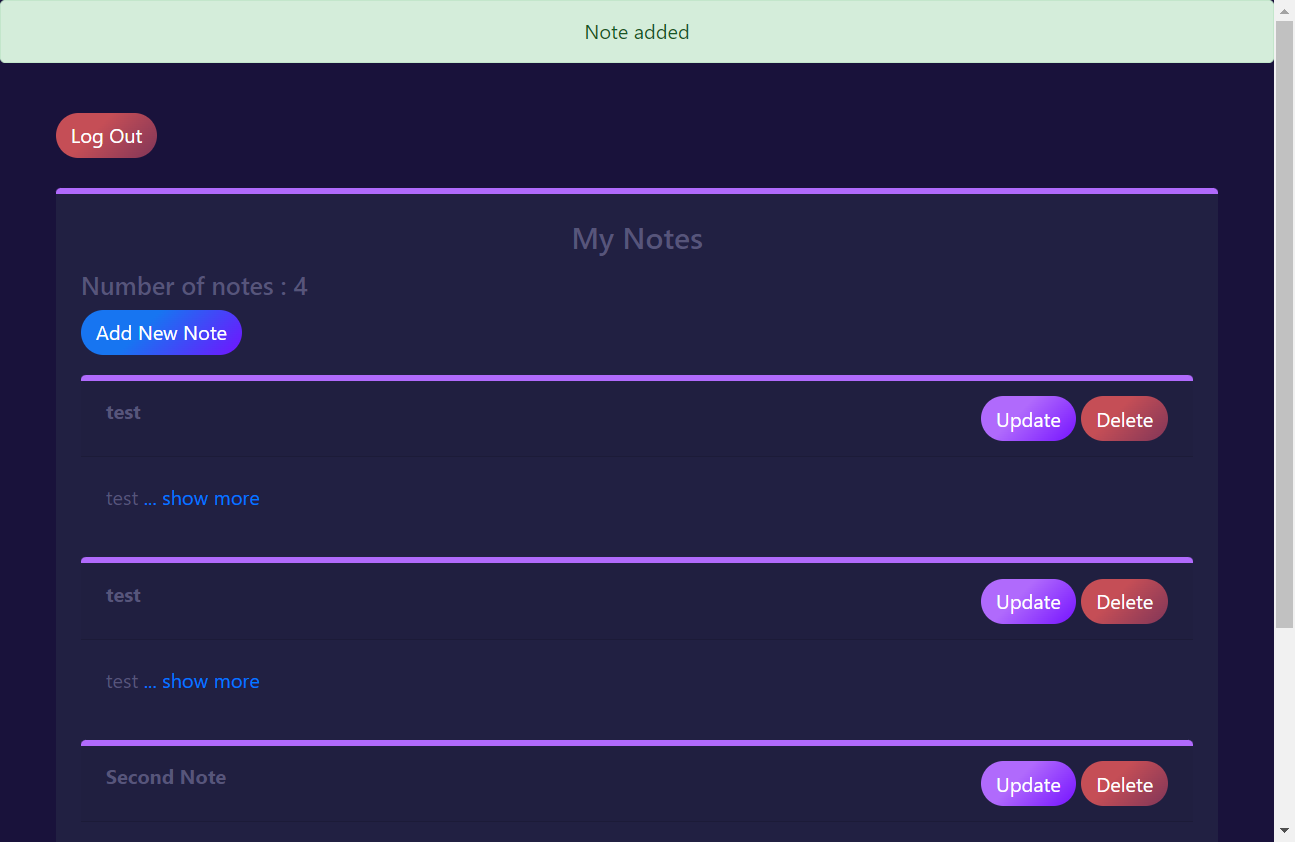 Note added
Log Out
My Notes
Number of notes : 4
Add New Note
test
Update Delete
test ... show more
test
Update Delete
test ... show more
Second Note
Update Delete